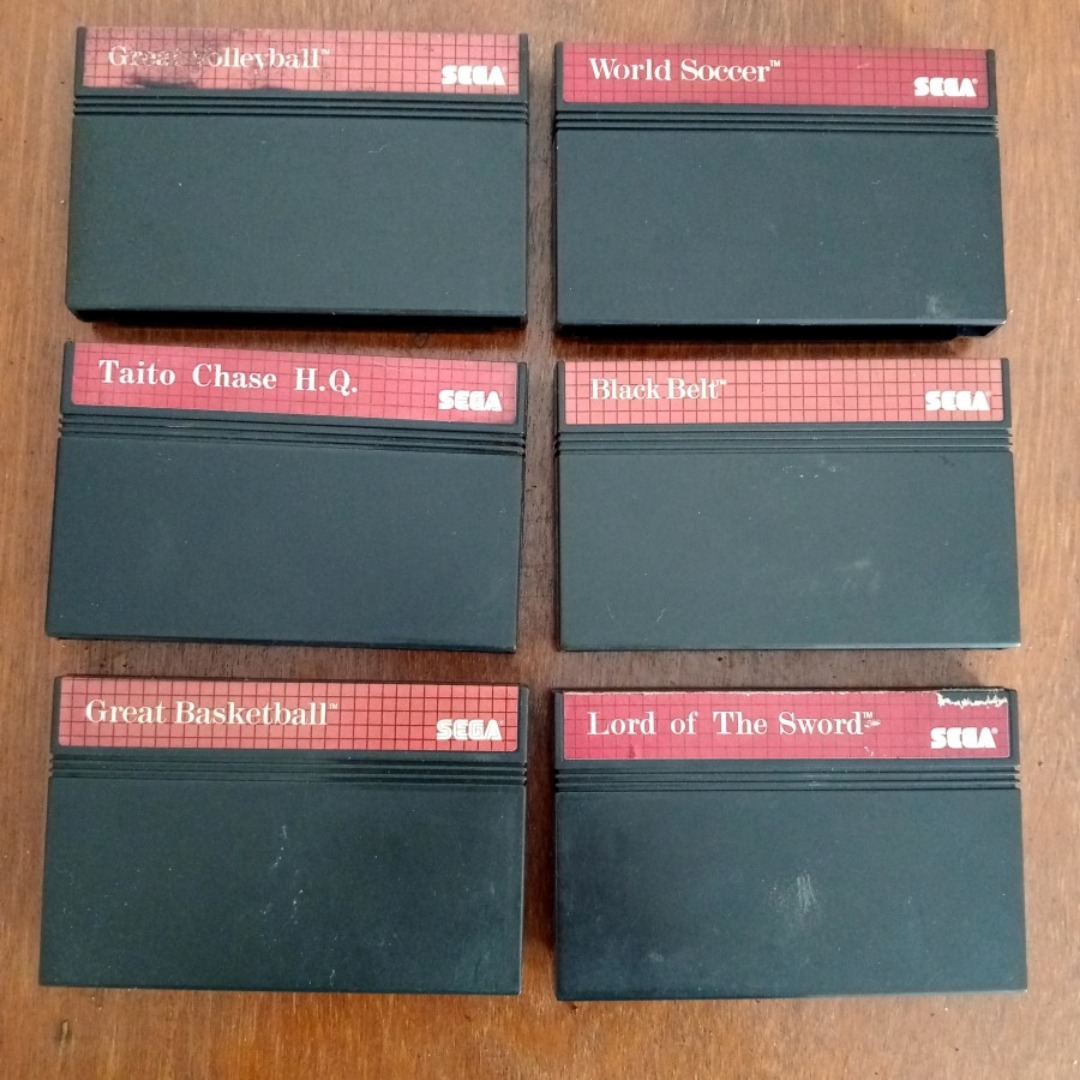 Great Volleyball™
SEGA
World Soccer™
SEGA®
Taito Chase H.Q.
SEGA
Black Belt™
SEGA®
Great Basketball™
SEGA
Lord of The Sword™
SEGA®